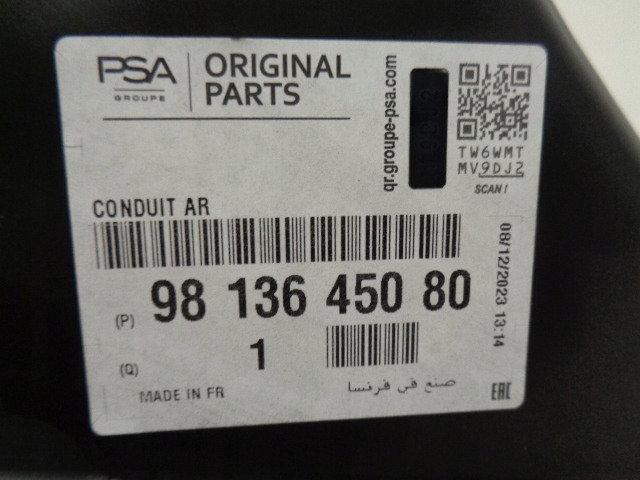 PSA
GROUPE
ORIGINAL
PARTS
qr.groupe-psa.com
TW6WMT
MV9DJ2
SCAN!
CONDUIT AR
08/12/2023 13:14
(P) 98 136 450 80
(Q) 1
MADE IN FR
صنع في فرنسا
EAC